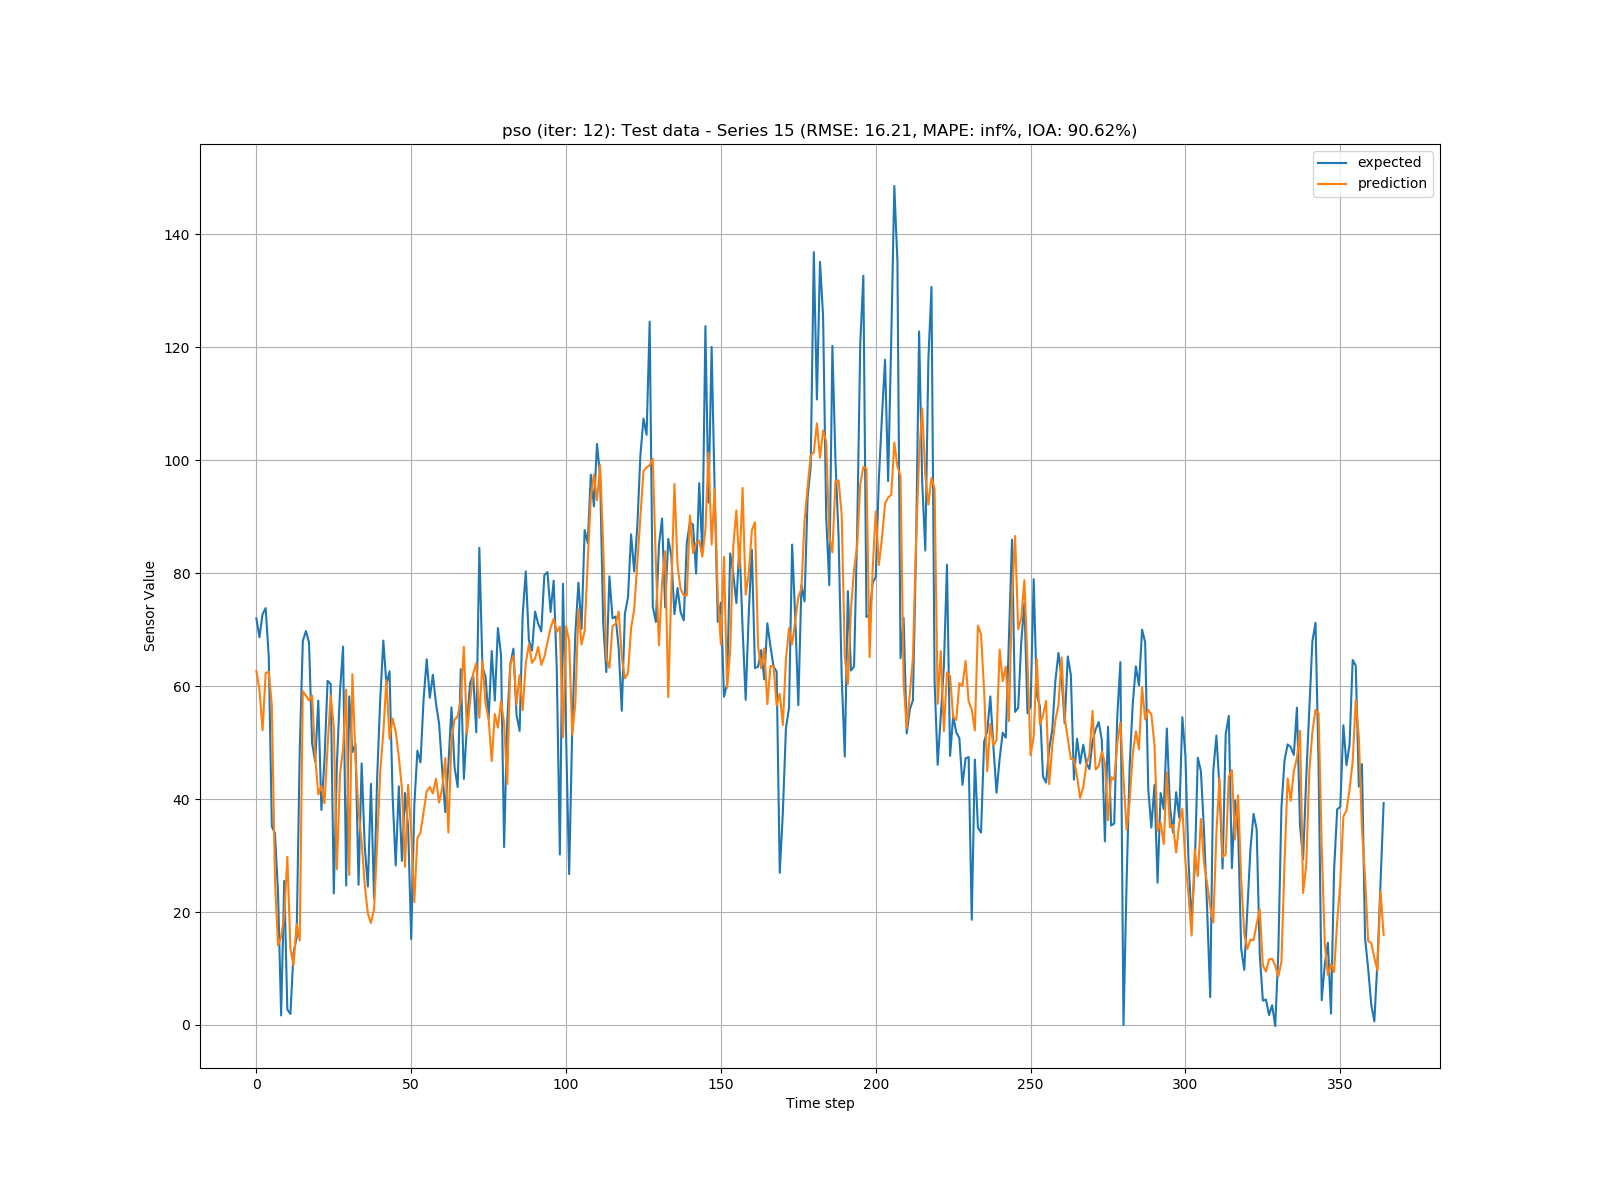 pso (iter: 12): Test data - Series 15 (RMSE: 16.21, MAPE: inf%, IOA: 90.62%)
expected
prediction
140
120
100
80
60
40
20
0
Sensor Value
0 50 100 150 200 250 300 350
Time step